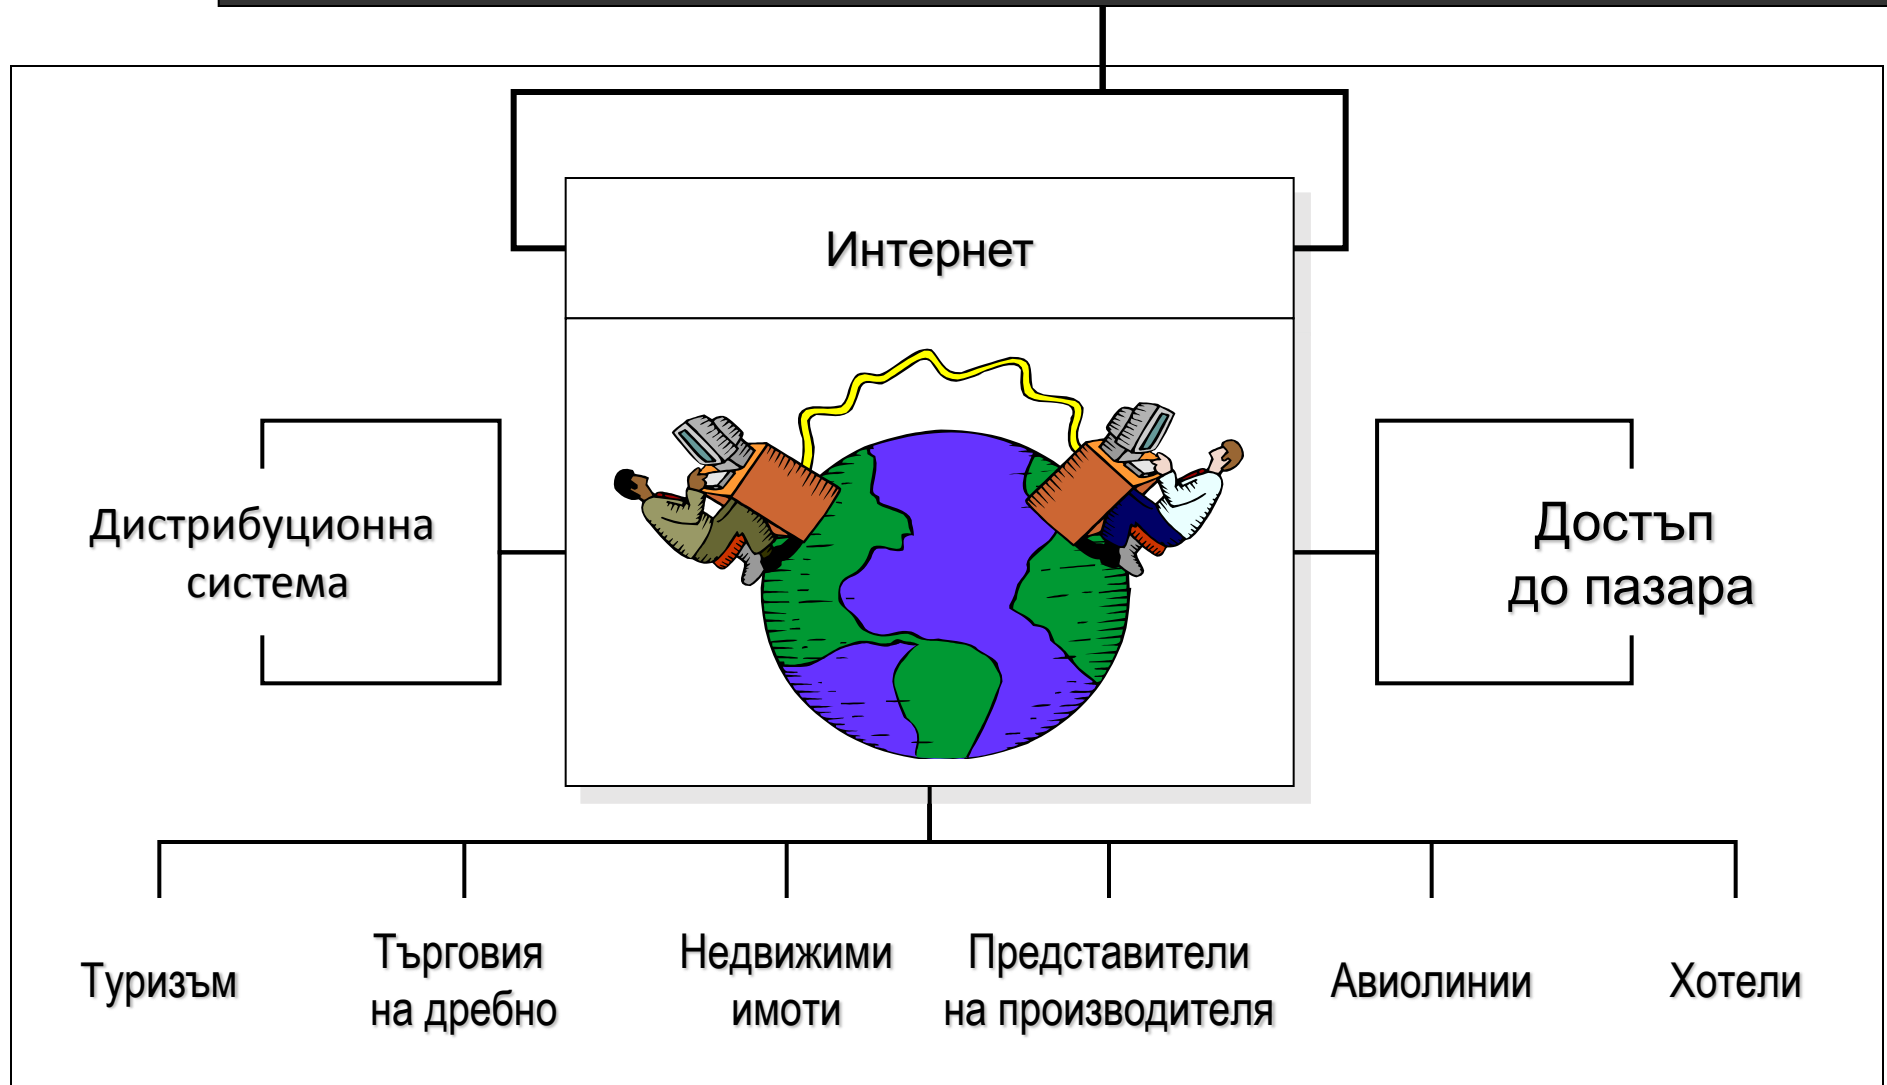 Интернет
Дистрибуционна
система
Достъп
до пазара
Туризъм
Търговия
на дребно
Недвижими
имоти
Представители
на производителя
Авиолинии
Хотели